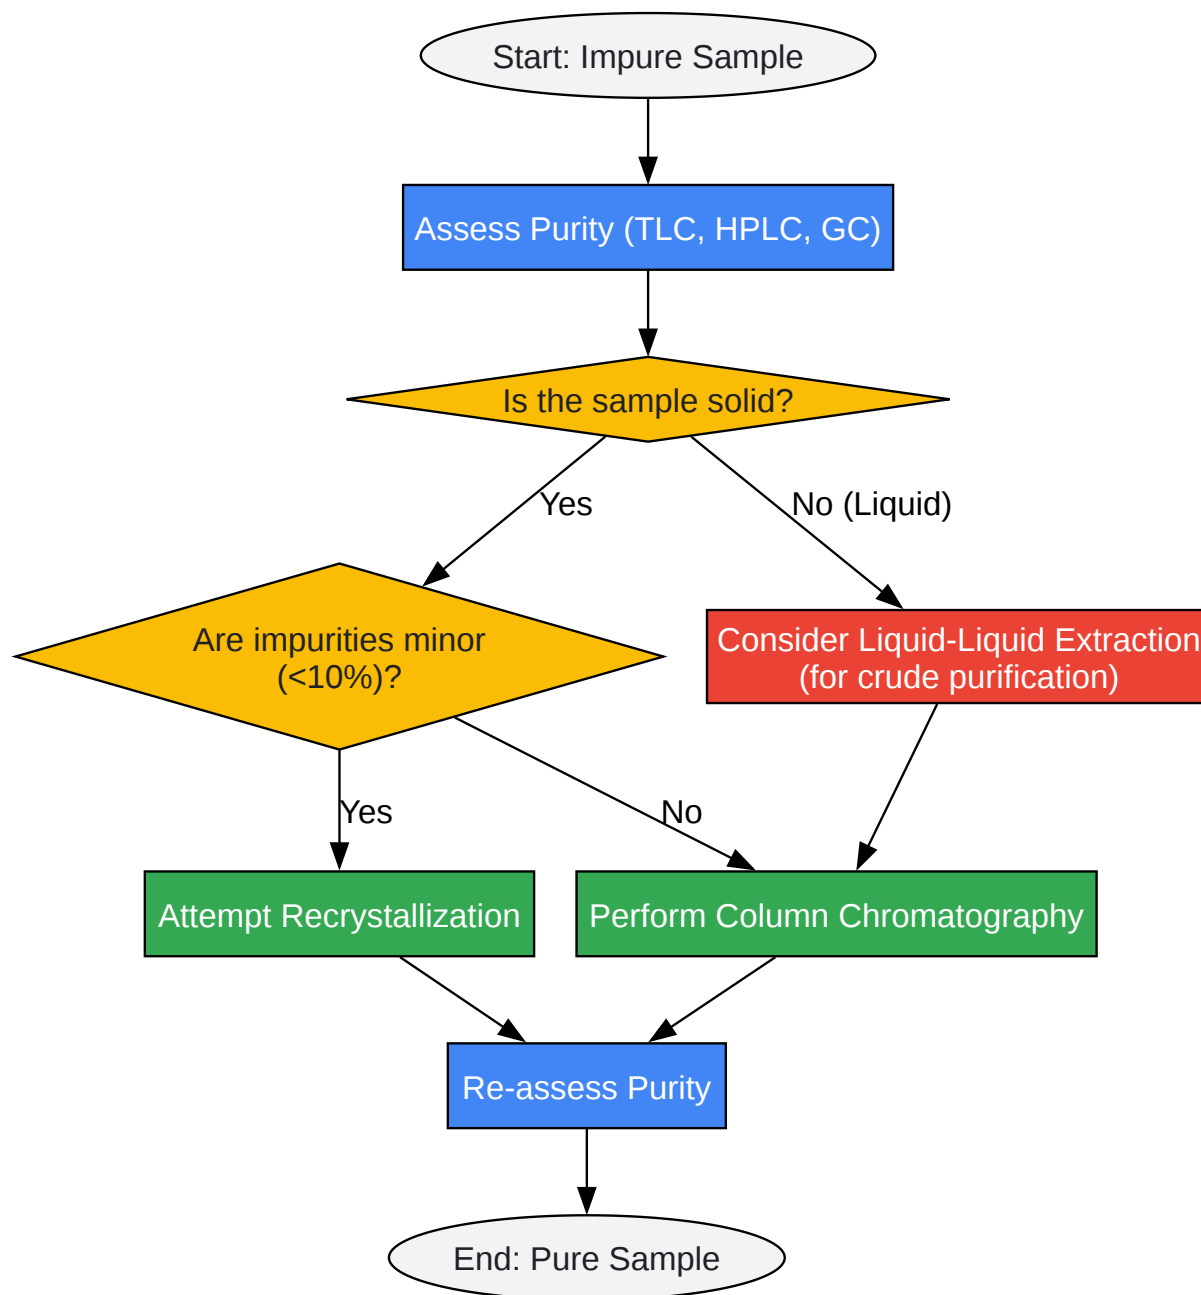 Start: Impure Sample
Assess Purity (TLC, HPLC, GC)
Is the sample solid?
Yes
No (Liquid)
Are impurities minor
(<10%)?
Consider Liquid-Liquid Extraction
(for crude purification)
Yes
No
Attempt Recrystallization
Perform Column Chromatography
Re-assess Purity
End: Pure Sample